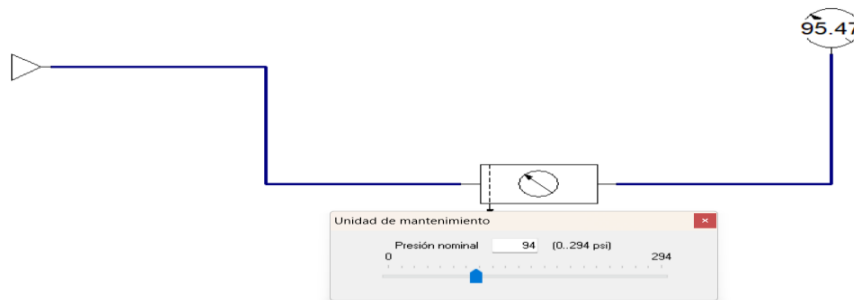 95.47
Unidad de mantenimiento
Presión nominal 94 (0..294 psi)
0 294